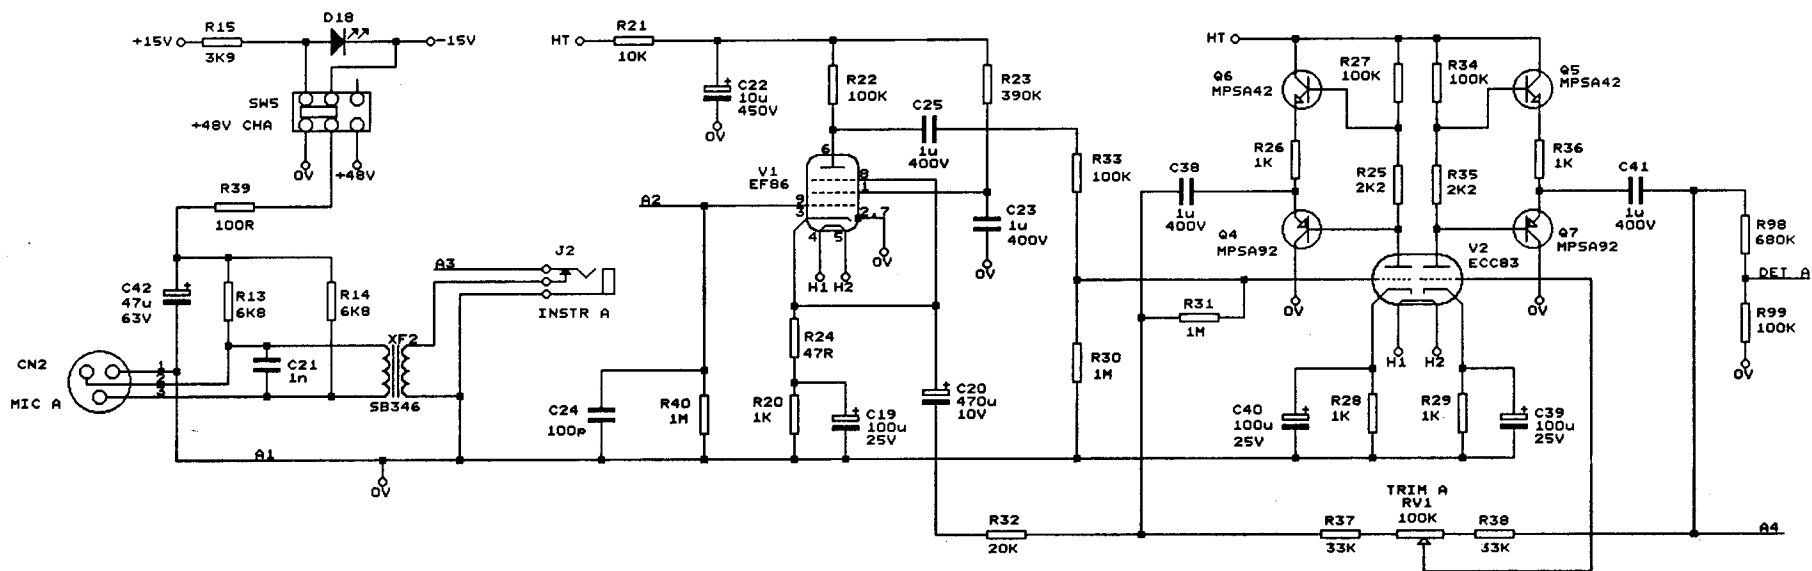 +15V
R15
3K9
D18
-15V
SW5
+48V CHA
0V
+48V
R39
100R
C42
47u
63V
R13
6K8
R14
6K8
CN2
MIC A
1
2
3
C21
1n
XF2
SB346
A3
J2
INSTR A
A1
0V
HT
R21
10K
C22
10u
450V
0V
R22
100K
R23
390K
C25
1u
400V
V1
EF86
6
8
1
9
3
2,7
4
5
H1
H2
0V
A2
C23
1u
400V
0V
R24
47R
C24
100p
R40
1M
R20
1K
C19
100u
25V
C20
470u
10V
R33
100K
R30
1M
R32
20K
HT
Q6
MPSA42
R27
100K
R34
100K
Q5
MPSA42
R26
1K
R25
2K2
R35
2K2
R36
1K
C38
1u
400V
Q4
MPSA92
Q7
MPSA92
C41
1u
400V
V2
ECC83
0V
0V
R31
1M
H1
H2
R98
680K
DET A
R99
100K
0V
C40
100u
25V
R28
1K
R29
1K
C39
100u
25V
TRIM A
RV1
100K
R37
33K
R38
33K
A4